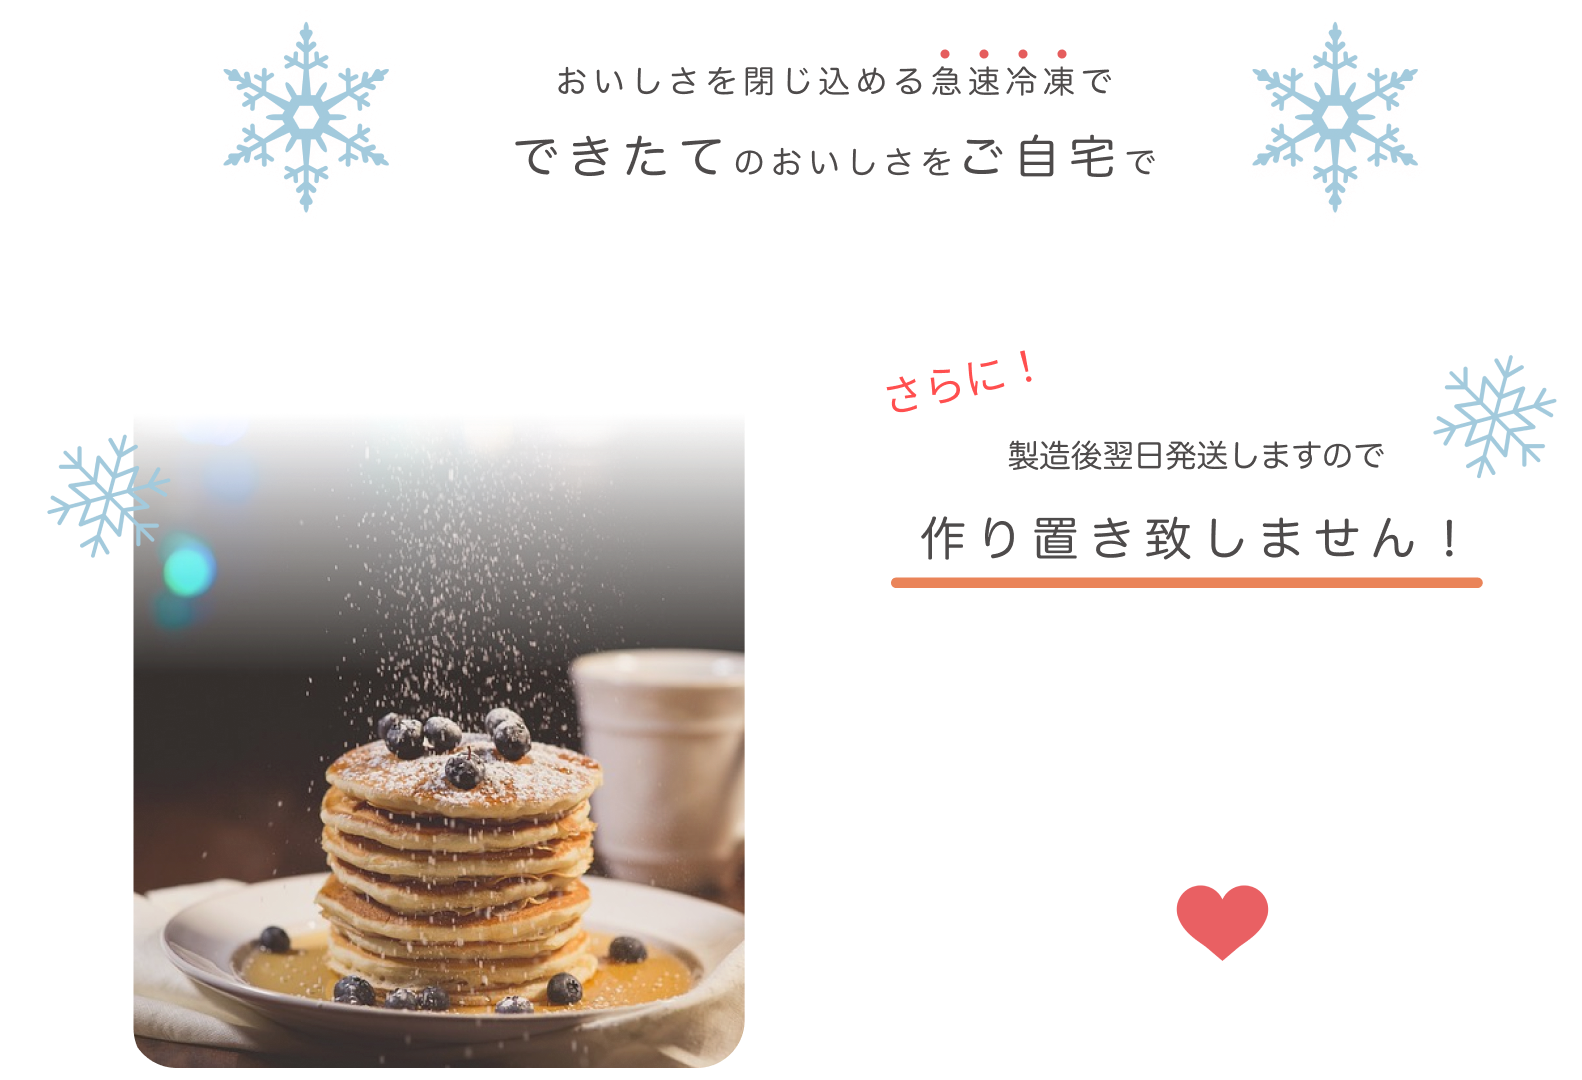 おいしさを閉じ込める急速冷凍で
できたてのおいしさをご自宅で
さらに！
製造後翌日発送しますので
作り置き致しません！